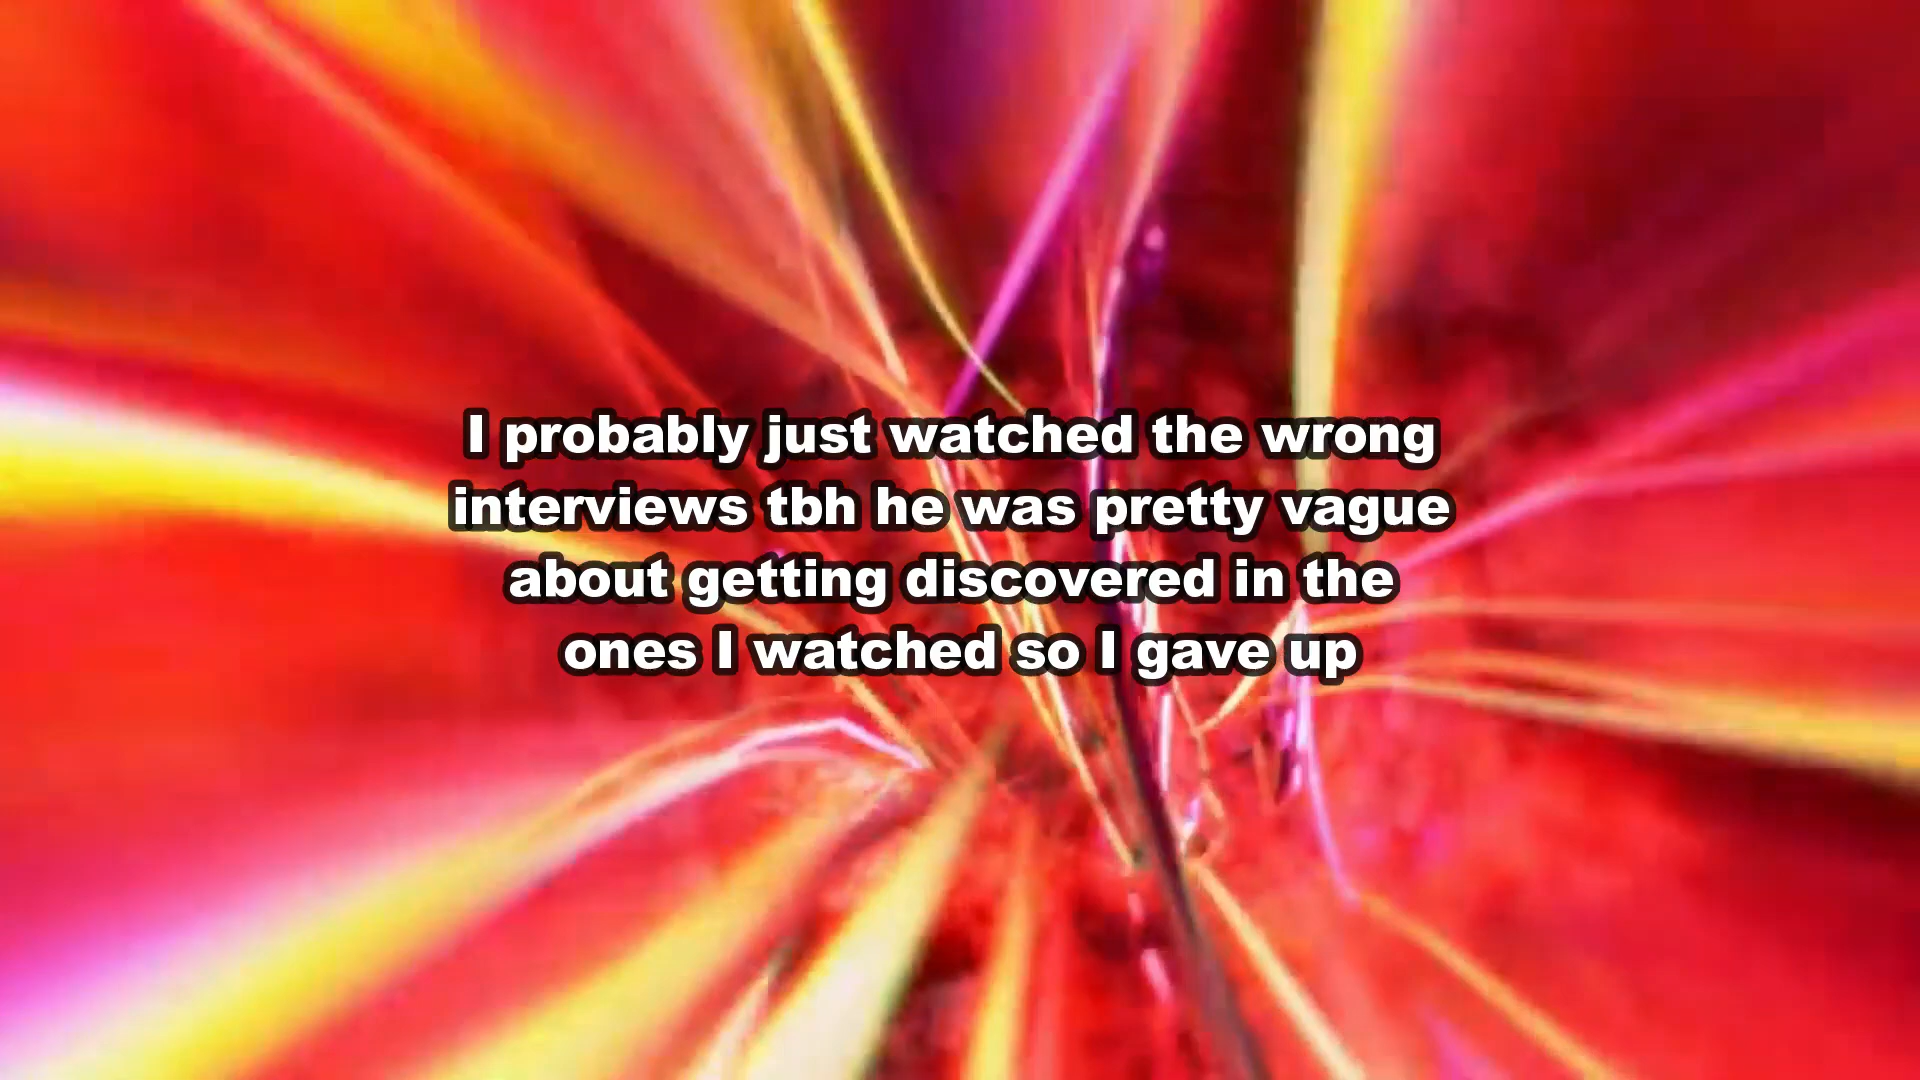 I probably just watched the wrong
interviews tbh he was pretty vague
about getting discovered in the
ones I watched so I gave up